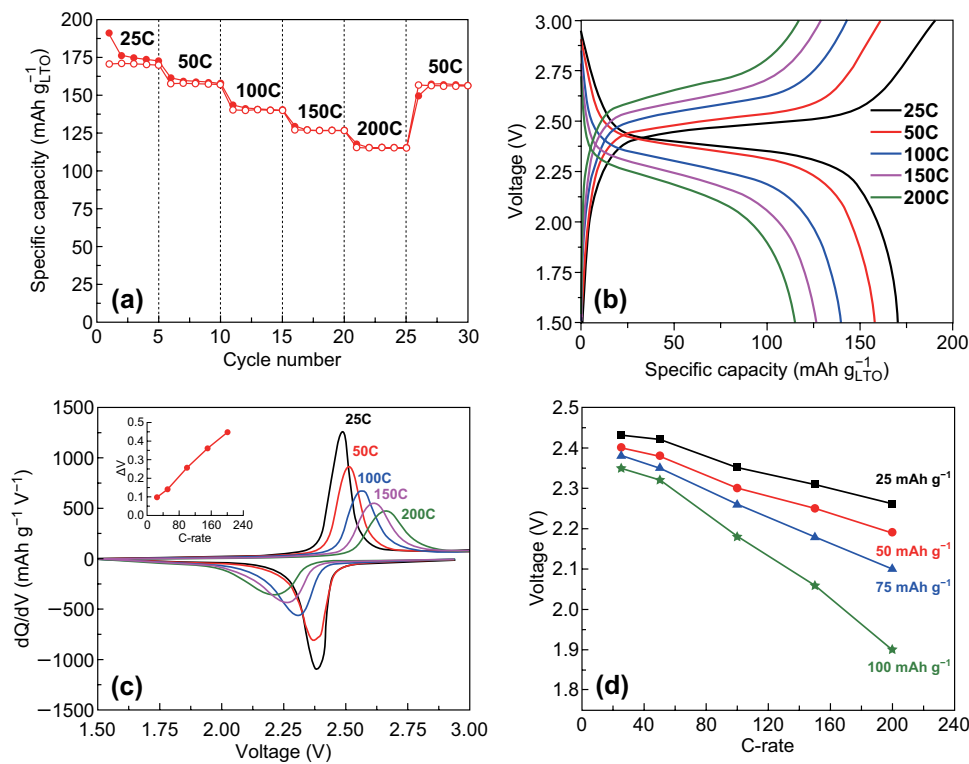 200
175
150
125
100
75
50
25
0
Specific capacity (mAh g⁻¹LTO)
25C
50C
100C
150C
200C
50C
(a)
0 5 10 15 20 25 30
Cycle number
3.00
2.75
2.50
2.25
2.00
1.75
1.50
Voltage (V)
25C
50C
100C
150C
200C
(b)
0 50 100 150 200
Specific capacity (mAh g⁻¹LTO)
1500
1000
500
0
−500
−1000
−1500
dQ/dV (mAh g⁻¹ V⁻¹)
0.5
0.4
0.3
0.2
0.1
0.0
ΔV
0 80 160 240
C-rate
25C
50C
100C
150C
200C
(c)
1.50 1.75 2.00 2.25 2.50 2.75 3.00
Voltage (V)
2.5
2.4
2.3
2.2
2.1
2.0
1.9
1.8
Voltage (V)
25 mAh g⁻¹
50 mAh g⁻¹
75 mAh g⁻¹
100 mAh g⁻¹
(d)
0 40 80 120 160 200 240
C-rate